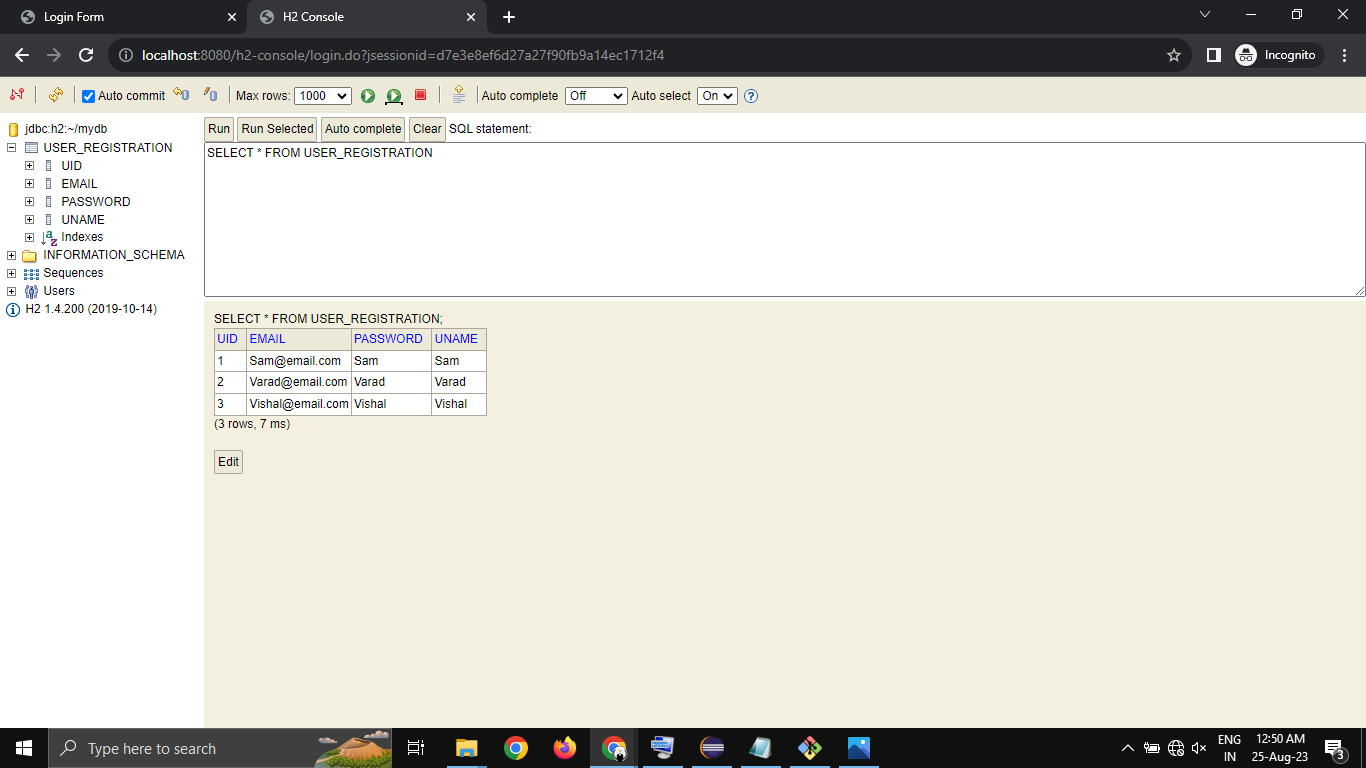 Login Form
H2 Console
localhost:8080/h2-console/login.do?jsessionid=d7e3e8ef6d27a27f90fb9a14ec1712f4
Incognito
Auto commit
Max rows: 1000
Auto complete Off
Auto select On
?
jdbc:h2:~/mydb
USER_REGISTRATION
UID
EMAIL
PASSWORD
UNAME
Indexes
INFORMATION_SCHEMA
Sequences
Users
H2 1.4.200 (2019-10-14)
Run Run Selected Auto complete Clear SQL statement:
SELECT * FROM USER_REGISTRATION
SELECT * FROM USER_REGISTRATION;
UID EMAIL PASSWORD UNAME
1 Sam@email.com Sam Sam
2 Varad@email.com Varad Varad
3 Vishal@email.com Vishal Vishal
(3 rows, 7 ms)
Edit
Type here to search
ENG
IN
12:50 AM
25-Aug-23
3